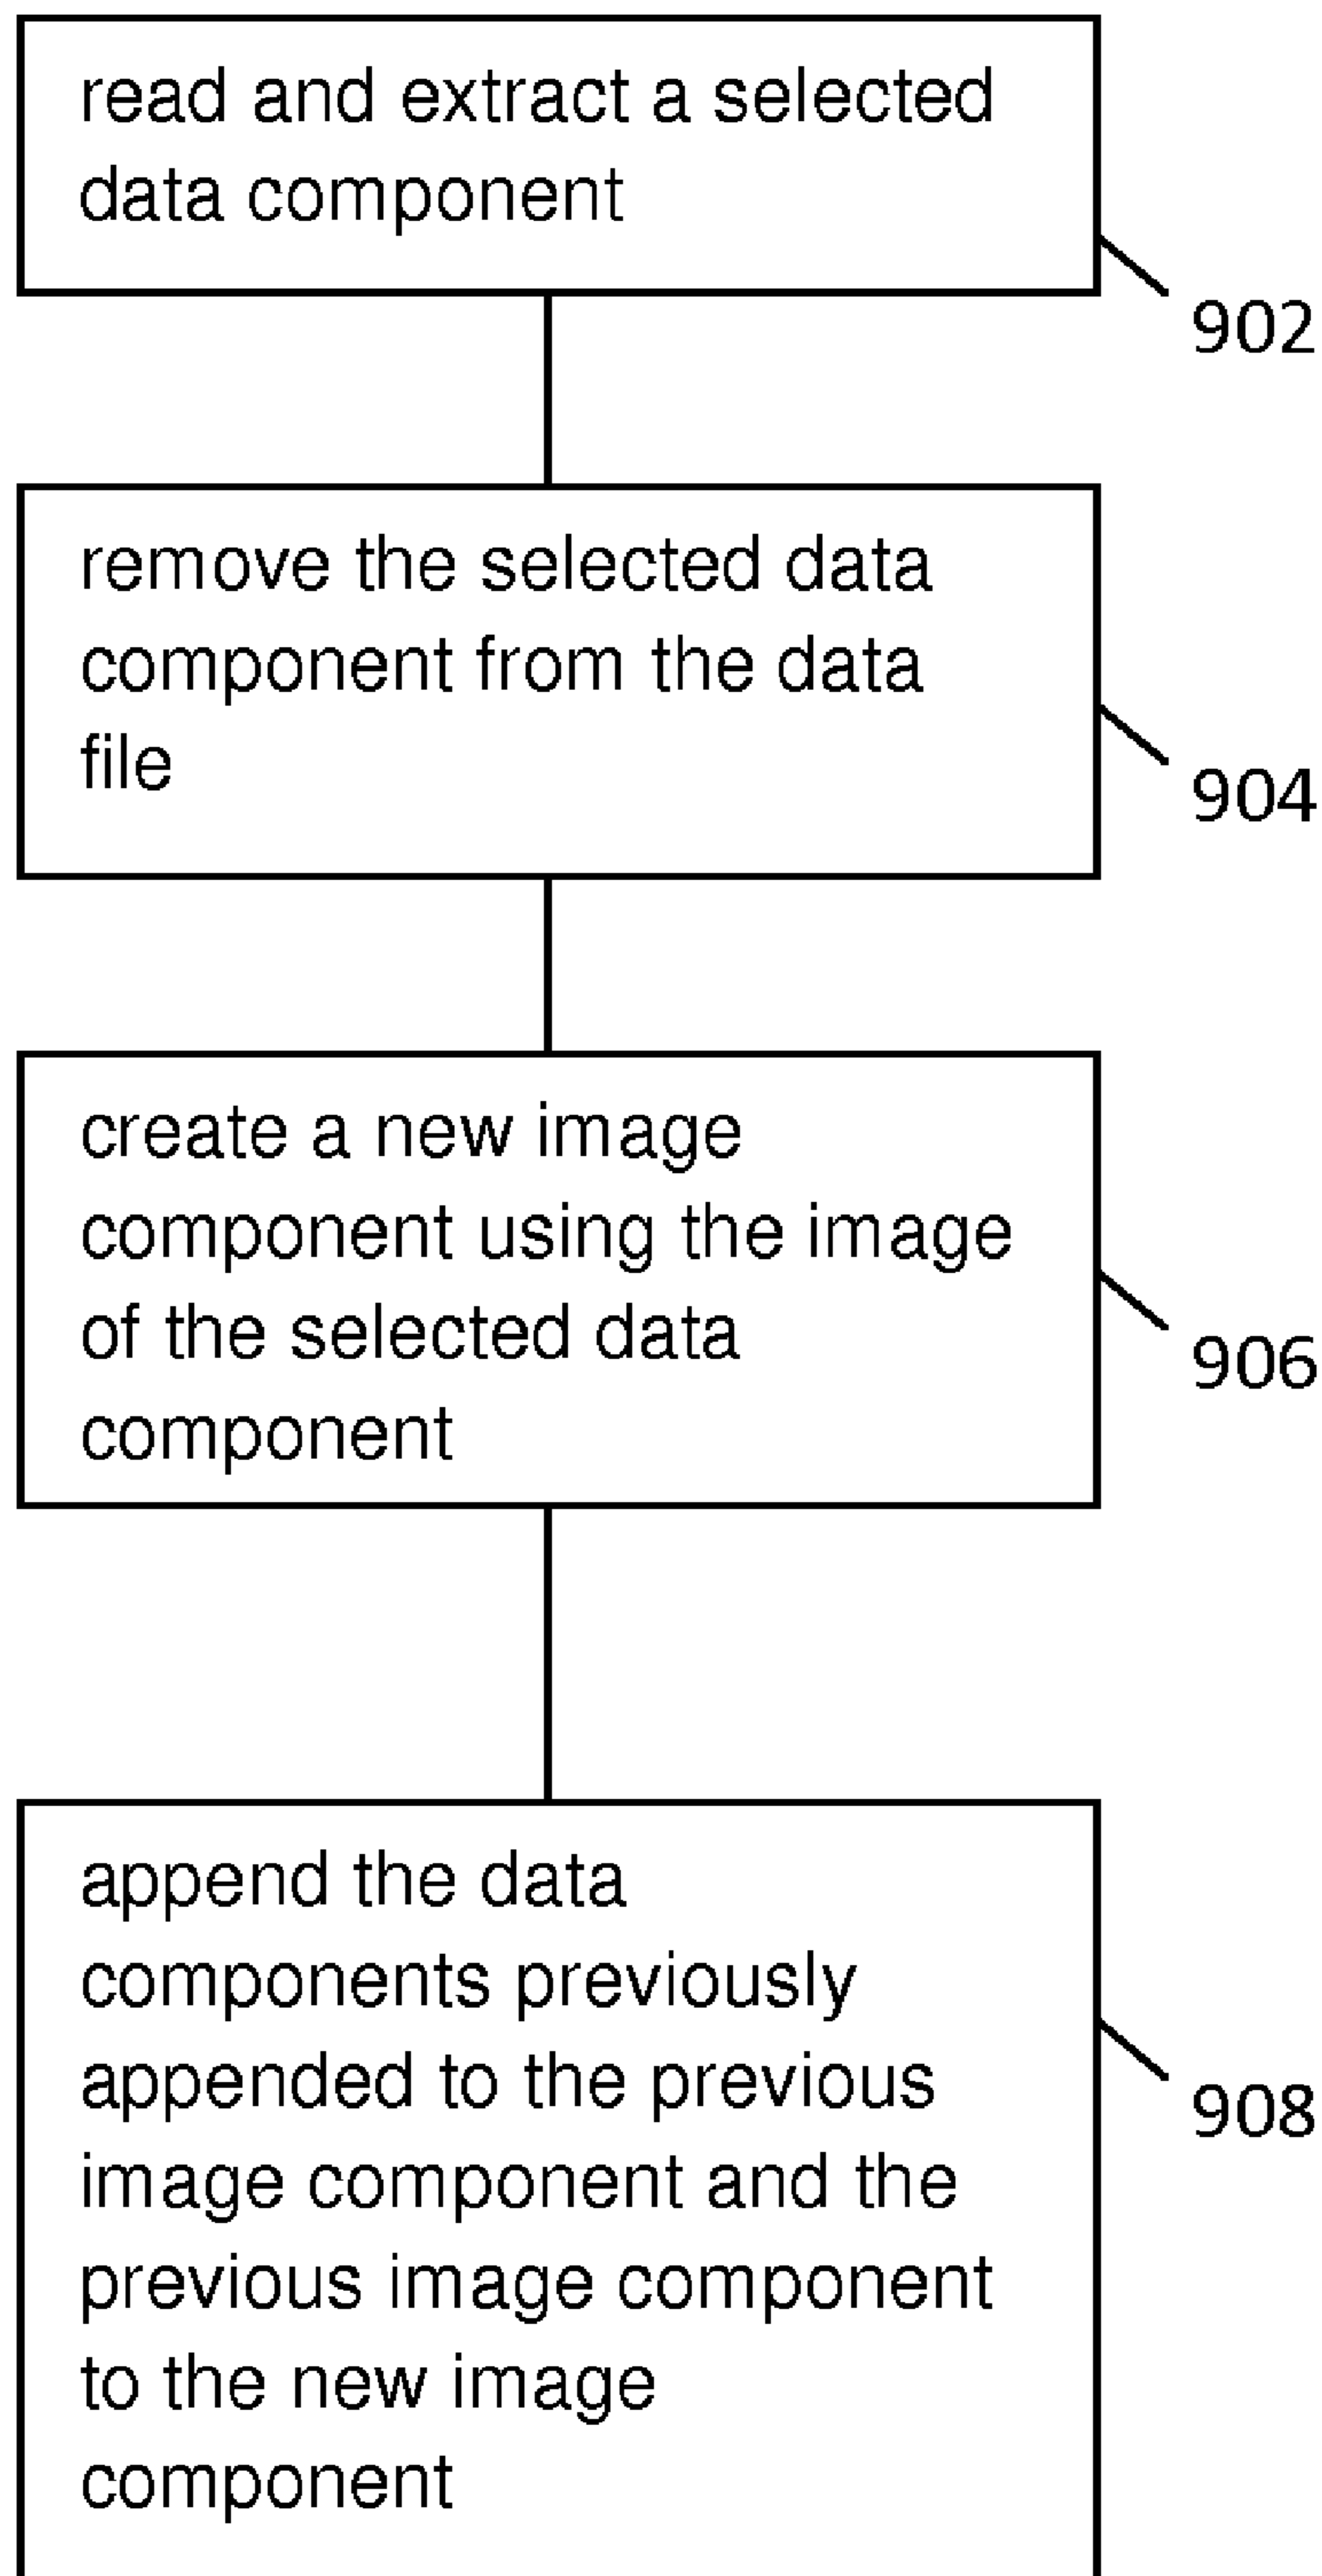 read and extract a selected
data component
902
remove the selected data
component from the data
file
904
create a new image
component using the image
of the selected data
component
906
append the data
components previously
appended to the previous
image component and the
previous image component
to the new image
component
908